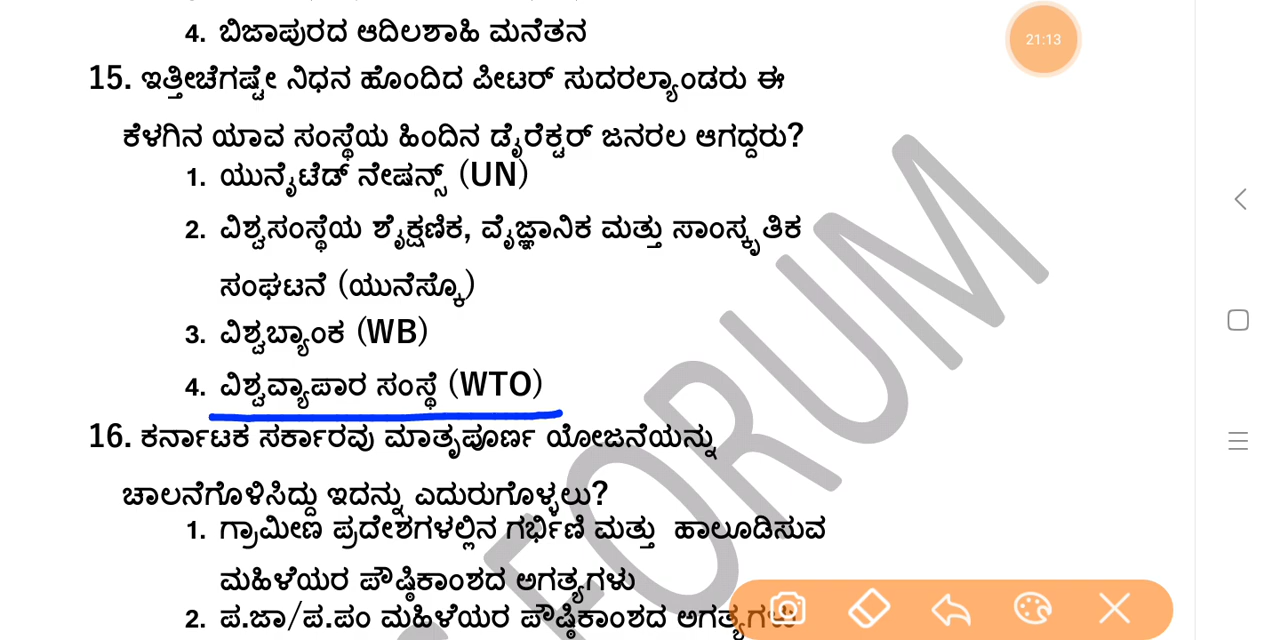 4. ಬಿಜಾಪುರದ ಆದಿಲಶಾಹಿ ಮನೆತನ
21:13
15. ಇತ್ತೀಚೆಗಷ್ಟೇ ನಿಧನ ಹೊಂದಿದ ಪೀಟರ್ ಸುದರಲ್ಯಾಂಡರು ಈ
ಕೆಳಗಿನ ಯಾವ ಸಂಸ್ಥೆಯ ಹಿಂದಿನ ಡೈರೆಕ್ಟರ್ ಜನರಲ ಆಗದ್ದರು?
1. ಯುನೈಟೆಡ್ ನೇಷನ್ಸ್ (UN)
2. ವಿಶ್ವಸಂಸ್ಥೆಯ ಶೈಕ್ಷಣಿಕ, ವೈಜ್ಞಾನಿಕ ಮತ್ತು ಸಾಂಸ್ಕೃತಿಕ
ಸಂಘಟನೆ (ಯುನೆಸ್ಕೊ)
3. ವಿಶ್ವಬ್ಯಾಂಕ (WB)
4. ವಿಶ್ವವ್ಯಾಪಾರ ಸಂಸ್ಥೆ (WTO)
16. ಕರ್ನಾಟಕ ಸರ್ಕಾರವು ಮಾತೃಪೂರ್ಣ ಯೋಜನೆಯನ್ನು
ಚಾಲನೆಗೊಳಿಸಿದ್ದು ಇದನ್ನು ಎದುರುಗೊಳ್ಳಲು?
1. ಗ್ರಾಮೀಣ ಪ್ರದೇಶಗಳಲ್ಲಿನ ಗರ್ಭಿಣಿ ಮತ್ತು ಹಾಲೂಡಿಸುವ
ಮಹಿಳೆಯರ ಪೌಷ್ಠಿಕಾಂಶದ ಅಗತ್ಯಗಳು
2. ಪ.ಜಾ/ಪ.ಪಂ ಮಹಿಳೆಯರ ಪೌಷ್ಠಿಕಾಂಶದ ಅಗತ್ಯಗಳು
FORUM